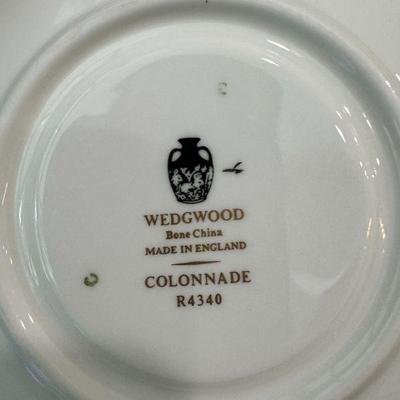 WEDGWOOD
Bone China
MADE IN ENGLAND
COLONNADE
R4340